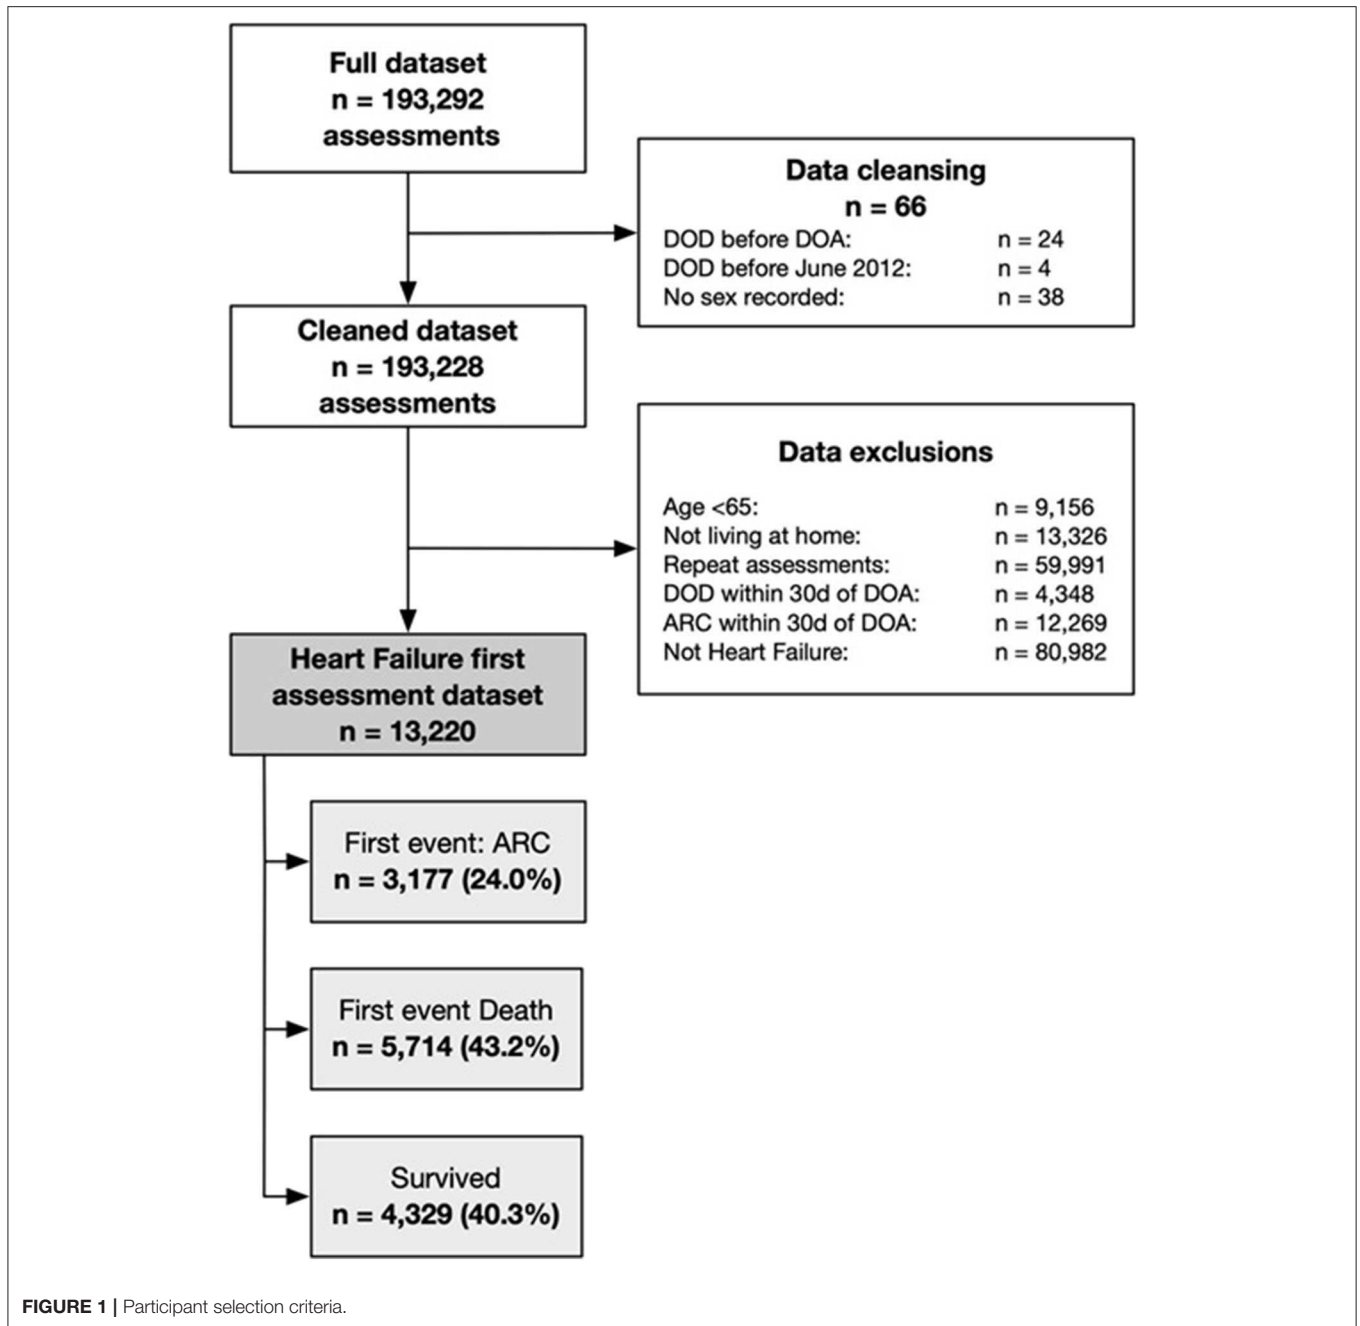 Full dataset
n = 193,292
assessments
Data cleansing
n = 66
DOD before DOA: n = 24
DOD before June 2012: n = 4
No sex recorded: n = 38
Cleaned dataset
n = 193,228
assessments
Data exclusions
Age <65: n = 9,156
Not living at home: n = 13,326
Repeat assessments: n = 59,991
DOD within 30d of DOA: n = 4,348
ARC within 30d of DOA: n = 12,269
Not Heart Failure: n = 80,982
Heart Failure first
assessment dataset
n = 13,220
First event: ARC
n = 3,177 (24.0%)
First event Death
n = 5,714 (43.2%)
Survived
n = 4,329 (40.3%)
FIGURE 1 | Participant selection criteria.